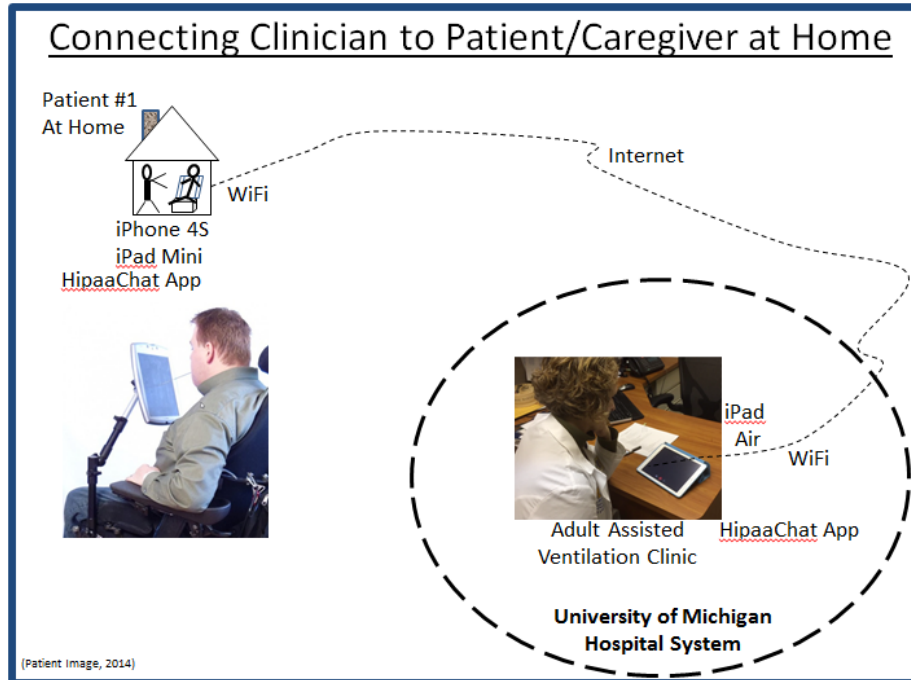 Connecting Clinician to Patient/Caregiver at Home
Patient #1
At Home
WiFi
Internet
iPhone 4S
iPad Mini
HipaaChat App
iPad
Air
WiFi
Adult Assisted
Ventilation Clinic
HipaaChat App
University of Michigan
Hospital System
(Patient Image, 2014)